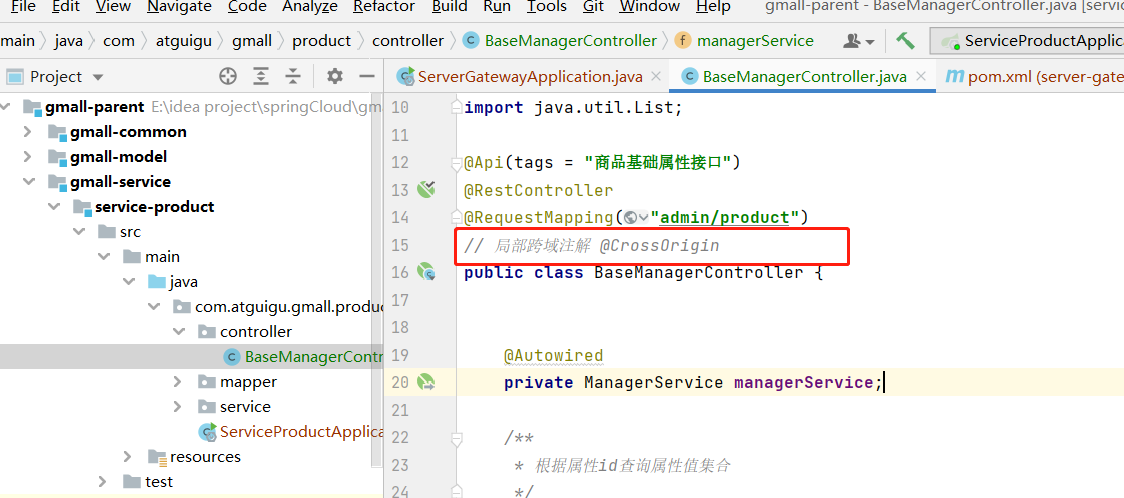 File Edit View Navigate Code Analyze Refactor Build Run Tools Git Window Help gmall-parent - BaseManagerController.java [servic
main java com atguigu gmall product controller BaseManagerController managerService ServiceProductApplica
Project
ServerGatewayApplication.java BaseManagerController.java pom.xml (server-gate
gmall-parent E:\idea project\springCloud\gm
gmall-common
gmall-model
gmall-service
service-product
src
main
java
com.atguigu.gmall.produc
controller
BaseManagerContr
mapper
service
ServiceProductApplica
resources
test
10 import java.util.List;
11
12 @Api(tags = "商品基础属性接口")
13 @RestController
14 @RequestMapping("admin/product")
15 // 局部跨域注解 @CrossOrigin
16 public class BaseManagerController {
17
18
19 @Autowired
20 private ManagerService managerService;
21
22 /**
23 * 根据属性id查询属性值集合
24 */